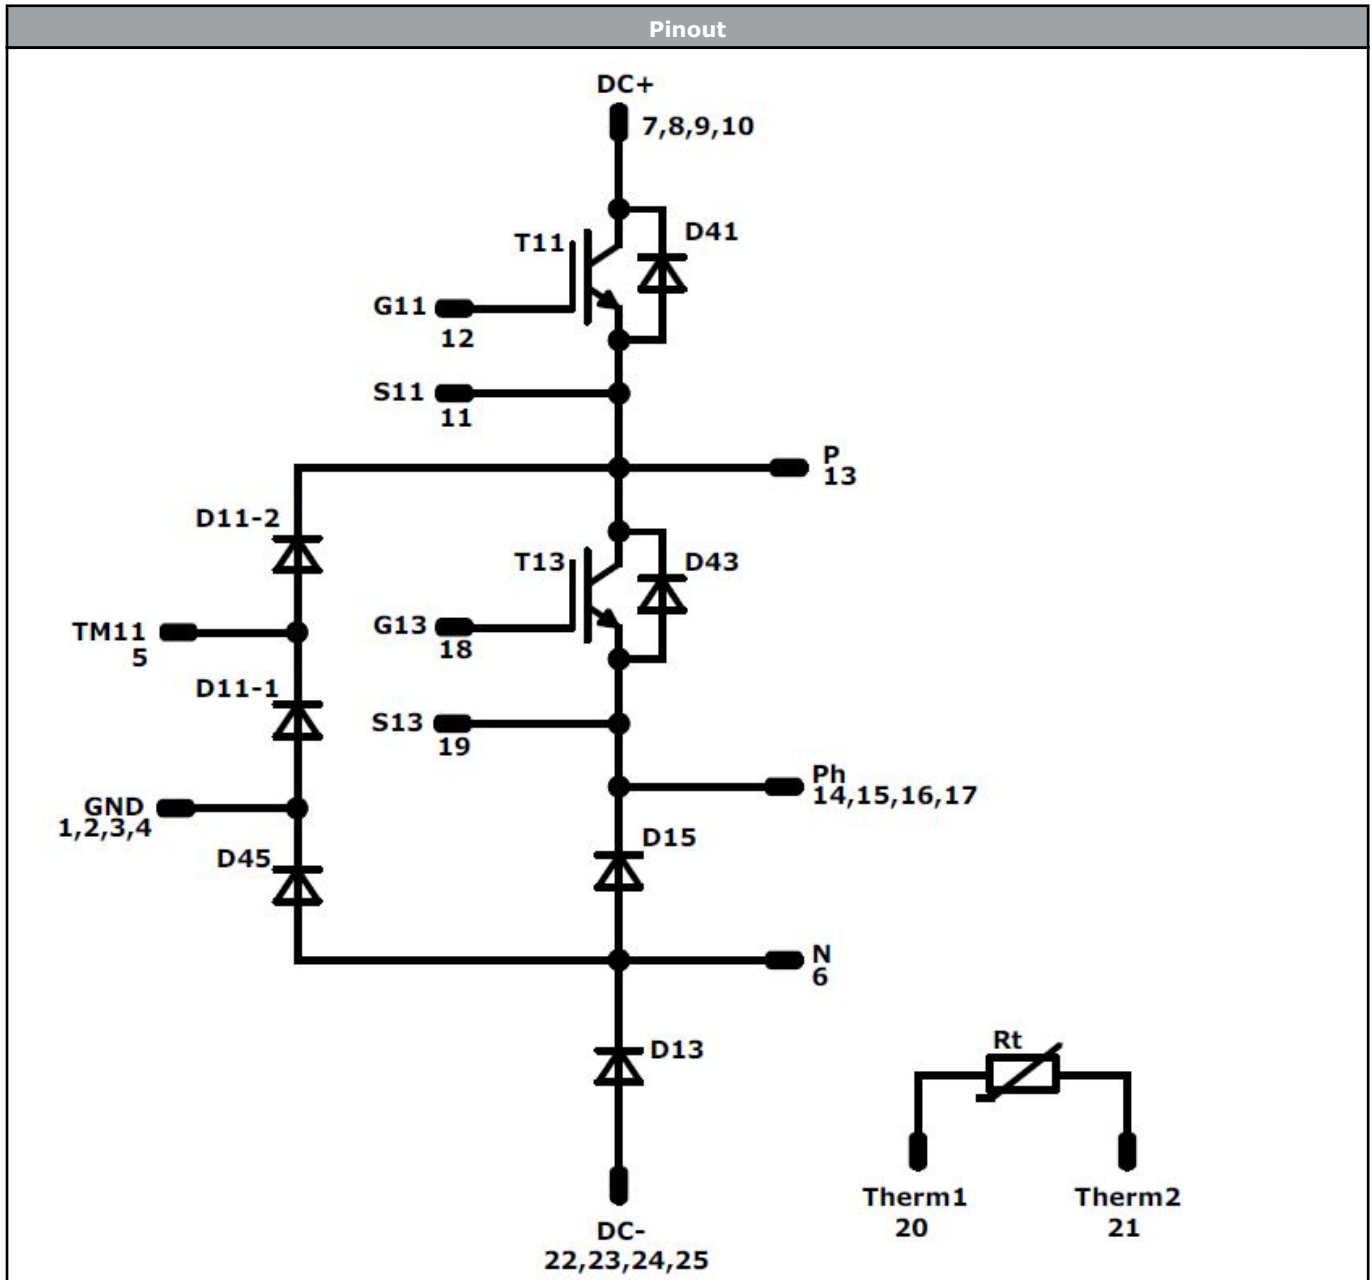 Pinout
DC+
7,8,9,10
T11
D41
G11
12
S11
11
P
13
D11-2
T13
D43
G13
18
TM11
5
D11-1
S13
19
Ph
14,15,16,17
GND
1,2,3,4
D15
D45
N
6
D13
Rt
DC-
22,23,24,25
Therm1
20
Therm2
21